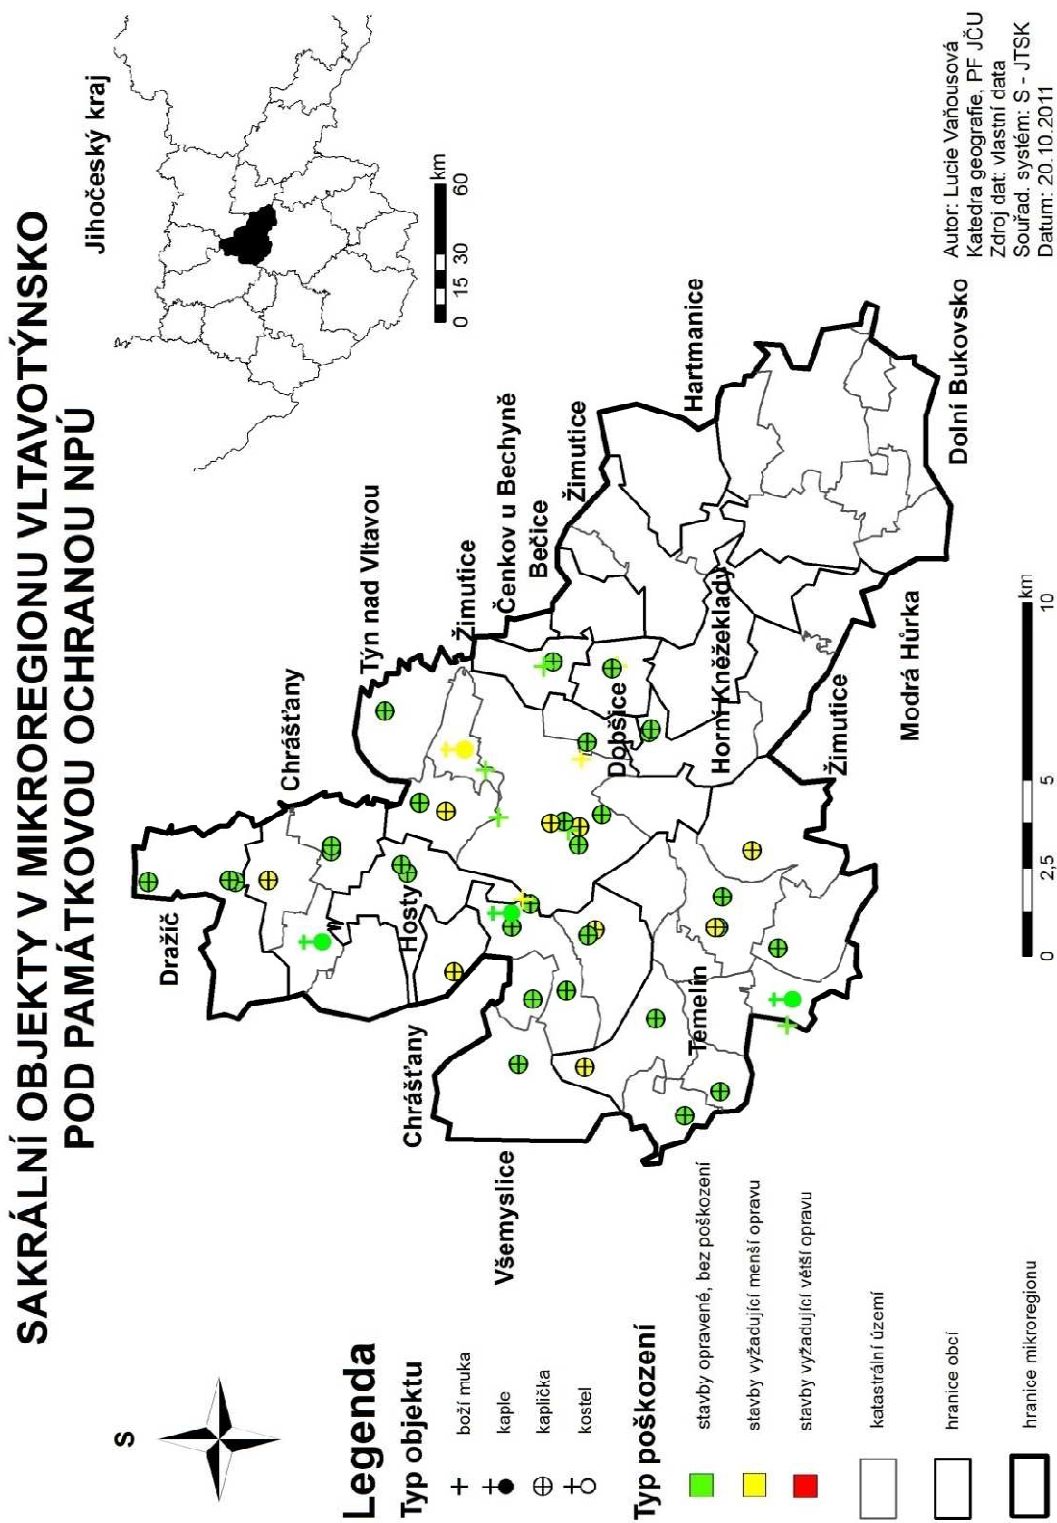 SAKRÁLNÍ OBJEKTY V MIKROREGIONU VLTAVOTÝNSKO
POD PAMÁTKOVOU OCHRANOU NPÚ
S
Jihočeský kraj
0 15 30 60 km
Dražíč
Chrášťany
Týn nad Vltavou
Hosty
Žimutice
Chrášťany
Čenkov u Bechyně
Bečice
Žimutice
Všemyslice
Dobšice
Hartmanice
Temelín
Horní Kněžeklady
Žimutice
Modrá Hůrka
Dolní Bukovsko
Legenda
Typ objektu
boží muka
kaple
kaplička
kostel
Typ poškození
stavby opravené, bez poškození
stavby vyžadující menší opravu
stavby vyžadující větší opravu
katastrální území
hranice obcí
hranice mikroregionu
0 2,5 5 10 km
Autor: Lucie Vaňousová
Katedra geografie, PF JČU
Zdroj dat: vlastní data
Souřad. systém: S - JTSK
Datum: 20.10.2011